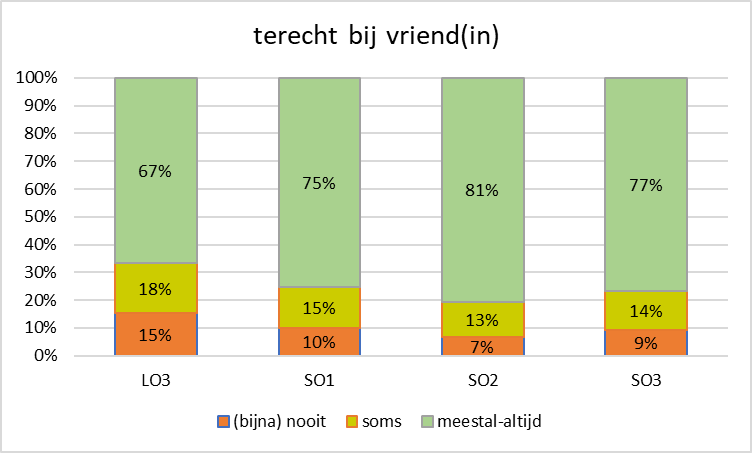 terecht bij vriend(in)
100%
90%
80%
70%
60%
50%
40%
30%
20%
10%
0%
67% 75% 81% 77%
18% 15% 13% 14%
15% 10% 7% 9%
LO3 SO1 SO2 SO3
(bijna) nooit soms meestal-altijd